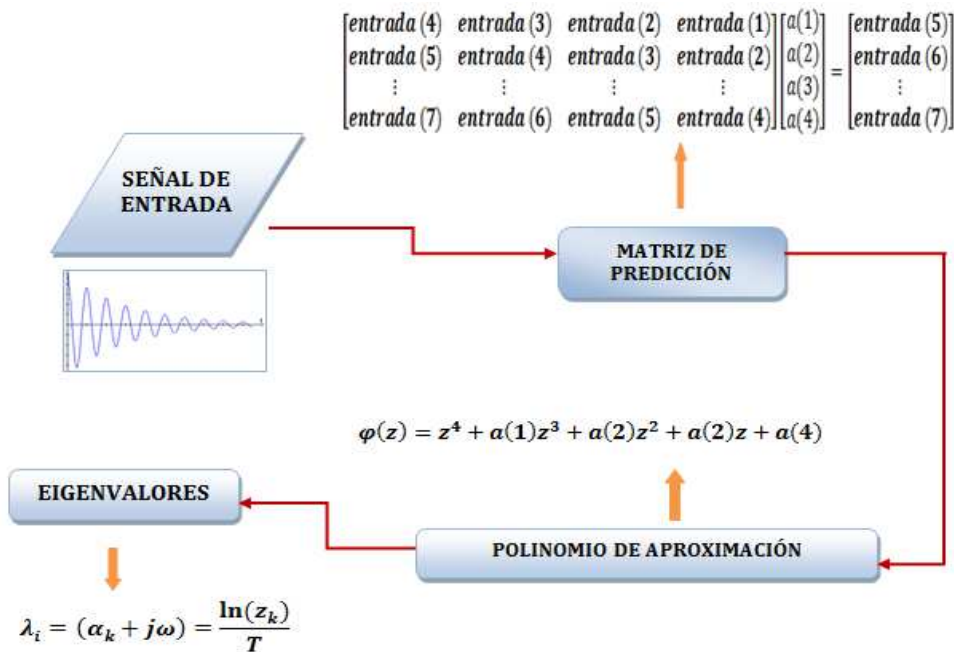 [entrada (4) entrada (3) entrada (2) entrada (1)] [a(1)] [entrada (5)]
entrada (5) entrada (4) entrada (3) entrada (2) a(2) = entrada (6)
⋮ ⋮ ⋮ ⋮ a(3) ⋮
[entrada (7) entrada (6) entrada (5) entrada (4)] [a(4)] [entrada (7)]
SEÑAL DE
ENTRADA
MATRIZ DE
PREDICCIÓN
φ(z) = z⁴ + a(1)z³ + a(2)z² + a(2)z + a(4)
EIGENVALORES
POLINOMIO DE APROXIMACIÓN
λᵢ = (αₖ + jω) = ln(zₖ) / T